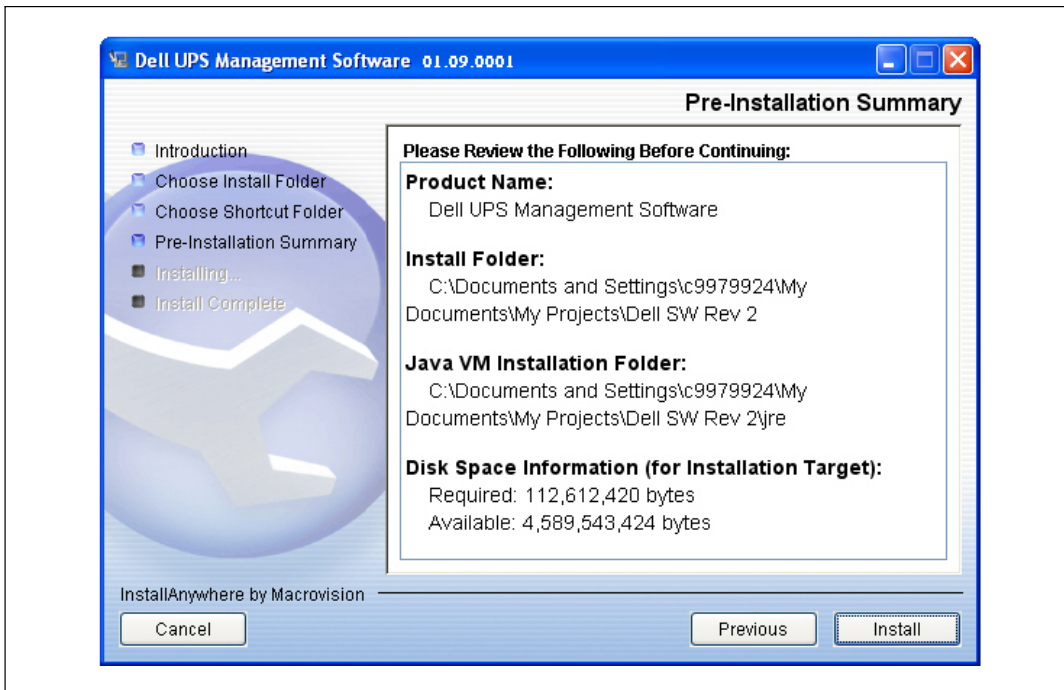 Dell UPS Management Software 01.09.0001
Pre-Installation Summary
Introduction
Choose Install Folder
Choose Shortcut Folder
Pre-Installation Summary
Installing...
Install Complete
Please Review the Following Before Continuing:
Product Name:
Dell UPS Management Software
Install Folder:
C:\Documents and Settings\c9979924\My
Documents\My Projects\Dell SW Rev 2
Java VM Installation Folder:
C:\Documents and Settings\c9979924\My
Documents\My Projects\Dell SW Rev 2\jre
Disk Space Information (for Installation Target):
Required: 112,612,420 bytes
Available: 4,589,543,424 bytes
InstallAnywhere by Macrovision
Cancel
Previous
Install